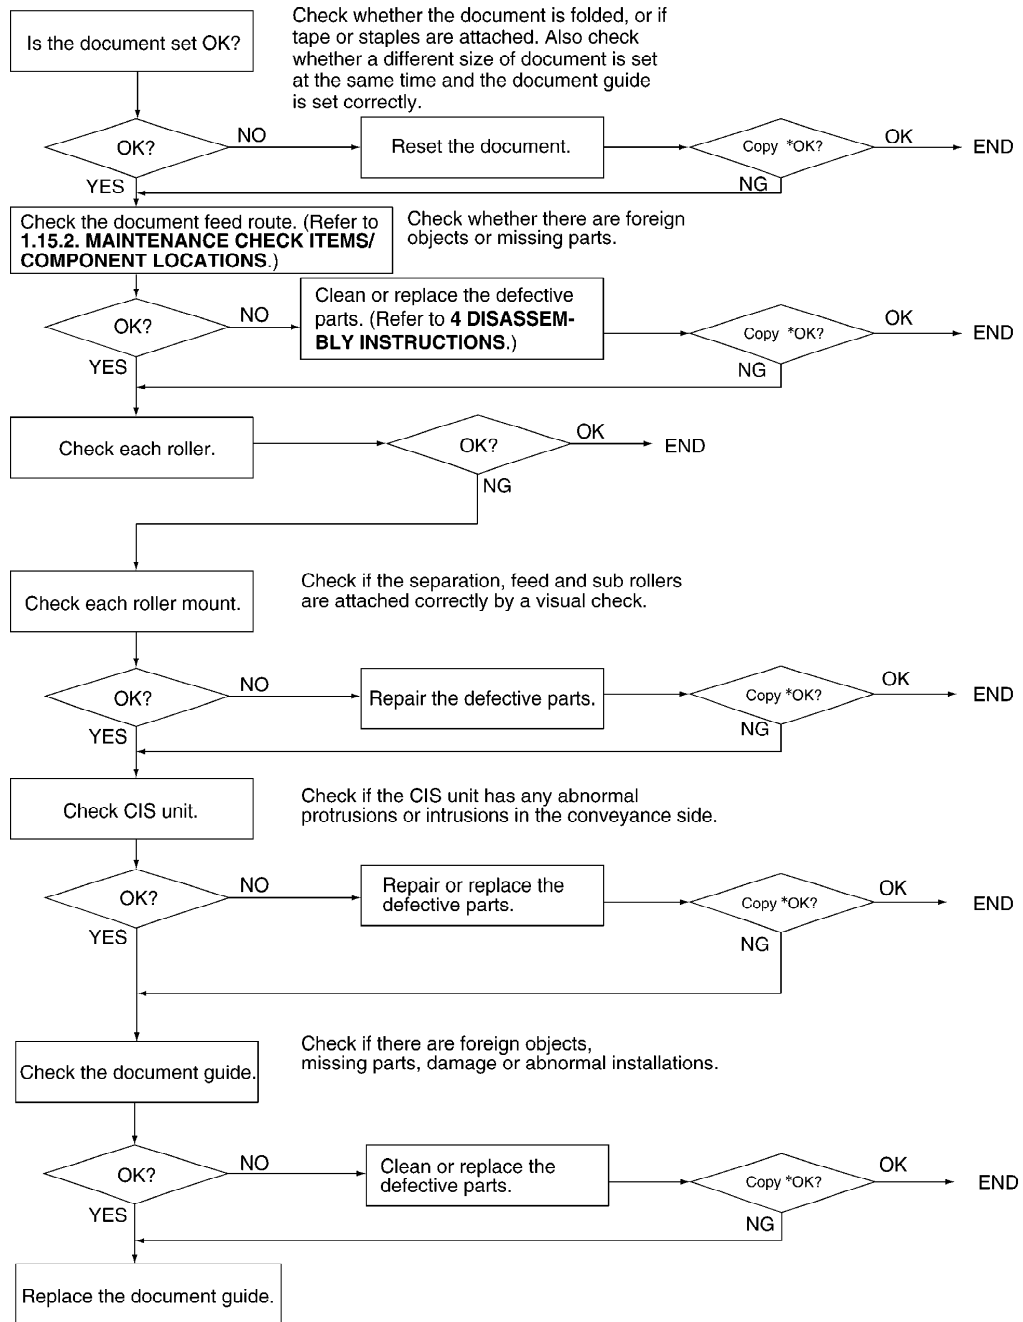 Is the document set OK?
Check whether the document is folded, or if
tape or staples are attached. Also check
whether a different size of document is set
at the same time and the document guide
is set correctly.
OK?
NO
Reset the document.
Copy *OK?
OK
END
YES
NG
Check the document feed route. (Refer to
1.15.2. MAINTENANCE CHECK ITEMS/
COMPONENT LOCATIONS.)
Check whether there are foreign
objects or missing parts.
OK?
NO
Clean or replace the defective
parts. (Refer to 4 DISASSEM-
BLY INSTRUCTIONS.)
Copy *OK?
OK
END
YES
NG
Check each roller.
OK?
OK
END
NG
Check each roller mount.
Check if the separation, feed and sub rollers
are attached correctly by a visual check.
OK?
NO
Repair the defective parts.
Copy *OK?
OK
END
YES
NG
Check CIS unit.
Check if the CIS unit has any abnormal
protrusions or intrusions in the conveyance side.
OK?
NO
Repair or replace the
defective parts.
Copy *OK?
OK
END
YES
NG
Check the document guide.
Check if there are foreign objects,
missing parts, damage or abnormal installations.
OK?
NO
Clean or replace the
defective parts.
Copy *OK?
OK
END
YES
NG
Replace the document guide.